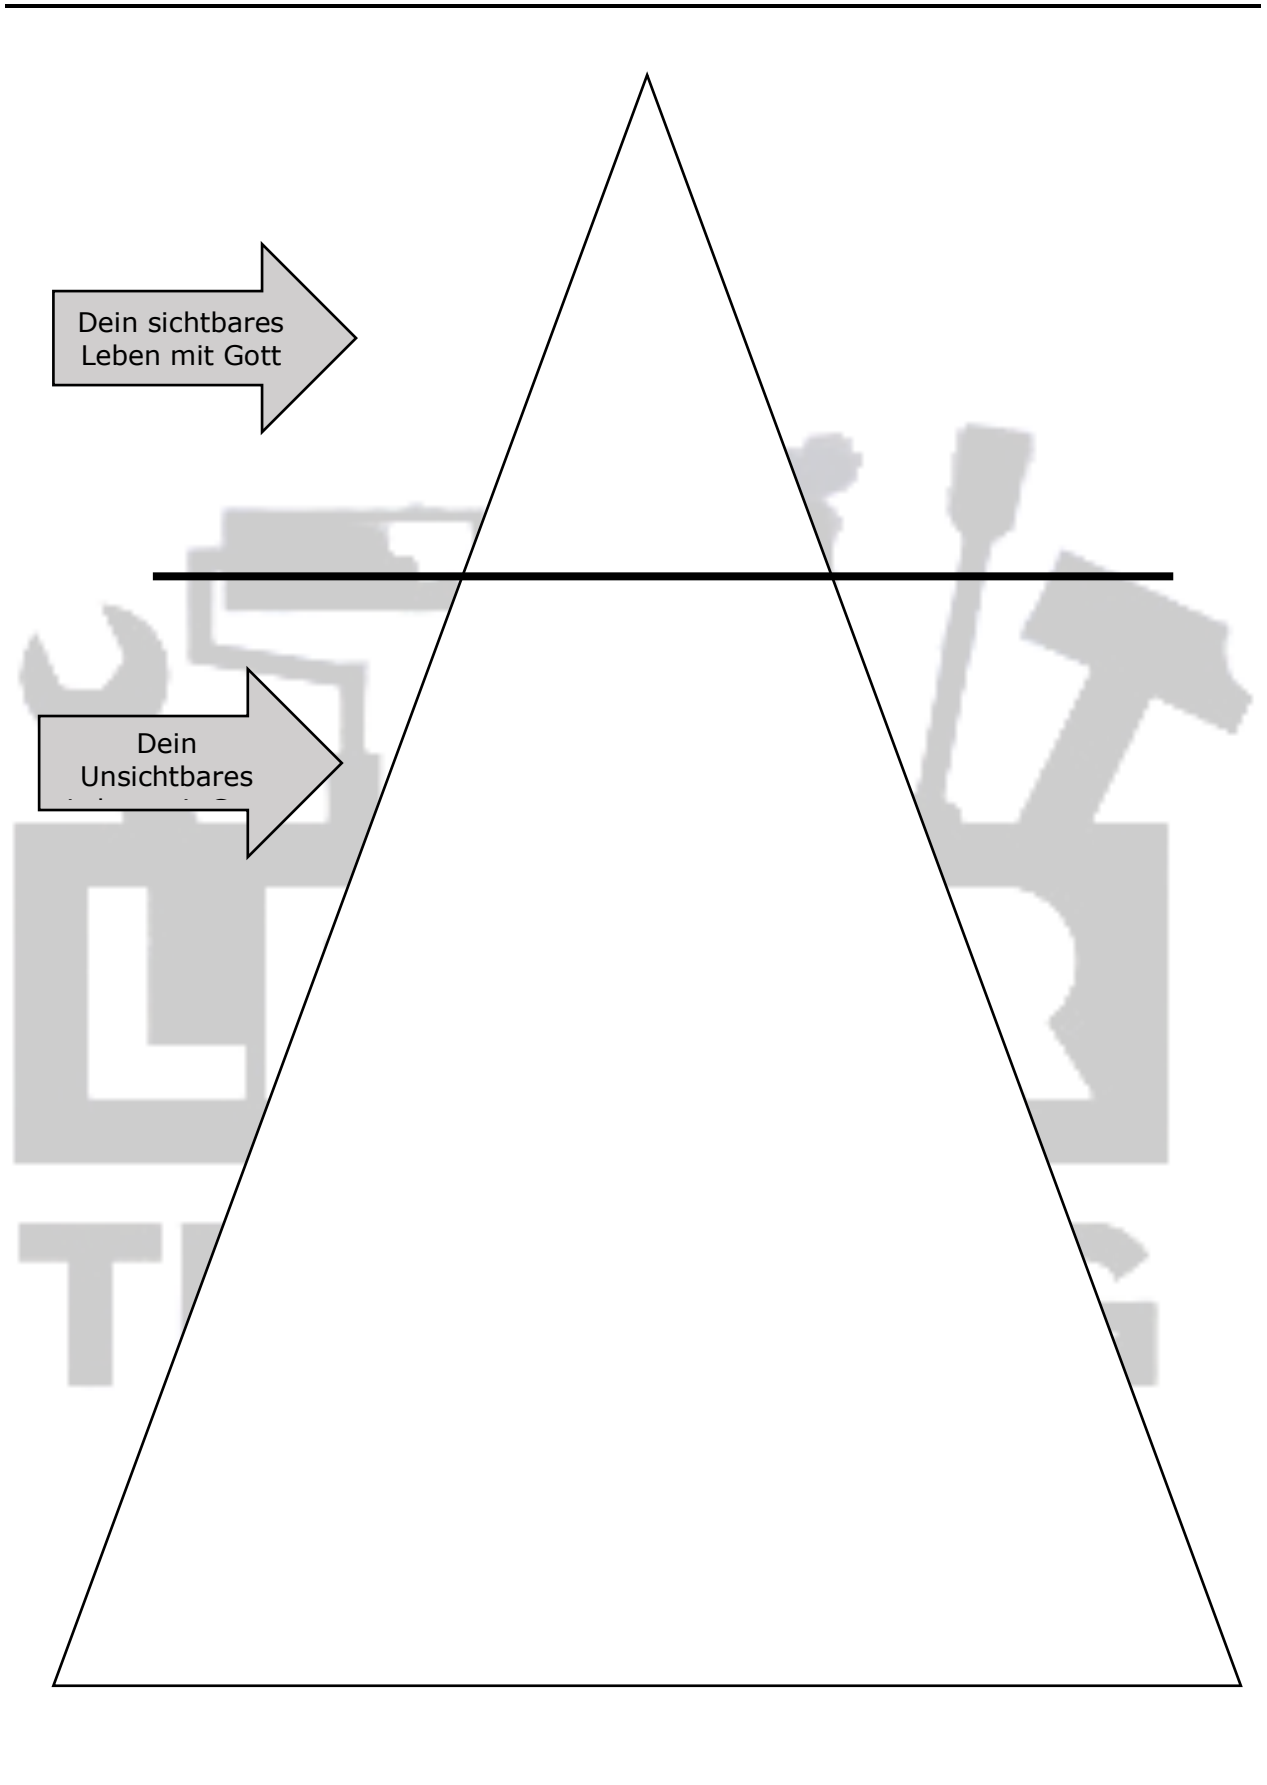 Dein sichtbares
Leben mit Gott
Dein
Unsichtbares
L
T